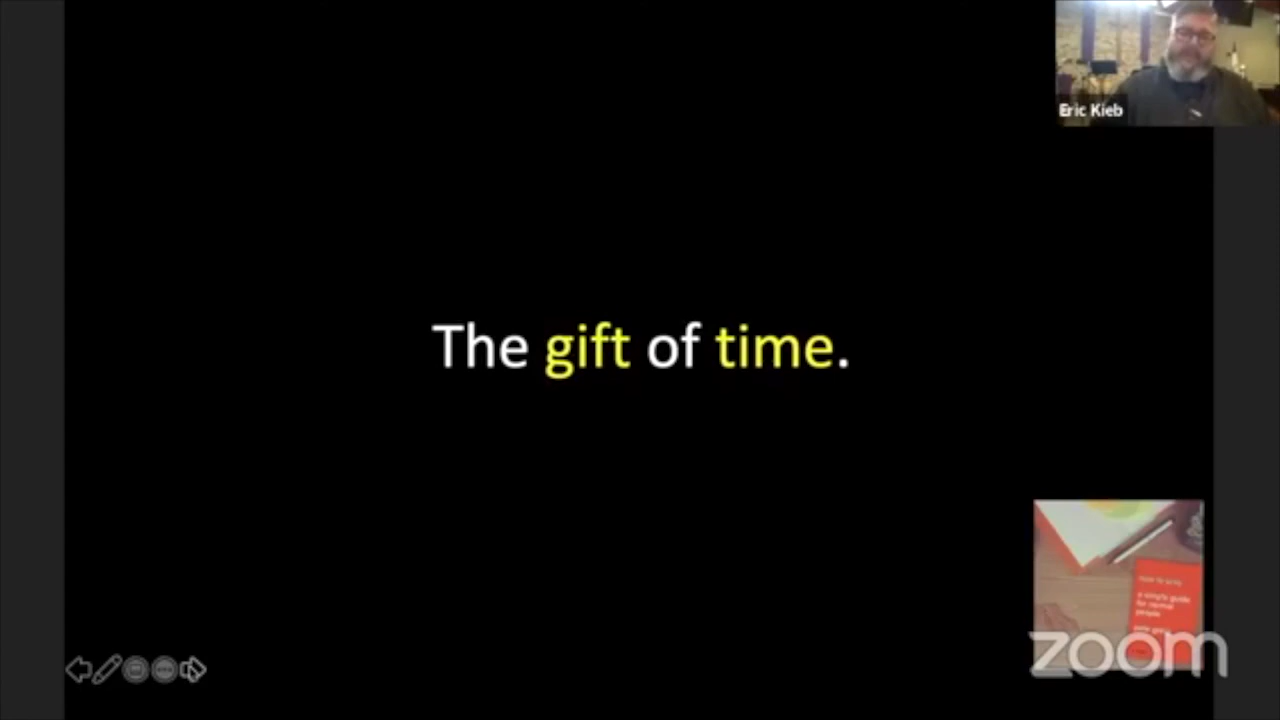 Eric Kieb
The gift of time.
a simple guide
for normal
people
zoom